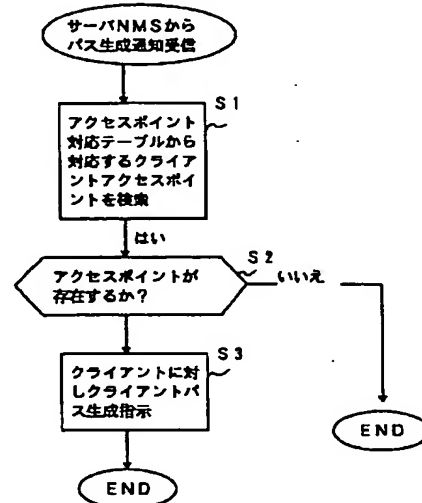 サーバNMSから
パス生成通知受信
S1
アクセスポイント
対応テーブルから
対応するクライア
ントアクセスポイ
ントを検索
はい
S2
アクセスポイントが
存在するか?
いいえ
S3
クライアントに対
しクライアントパ
ス生成指示
END
END